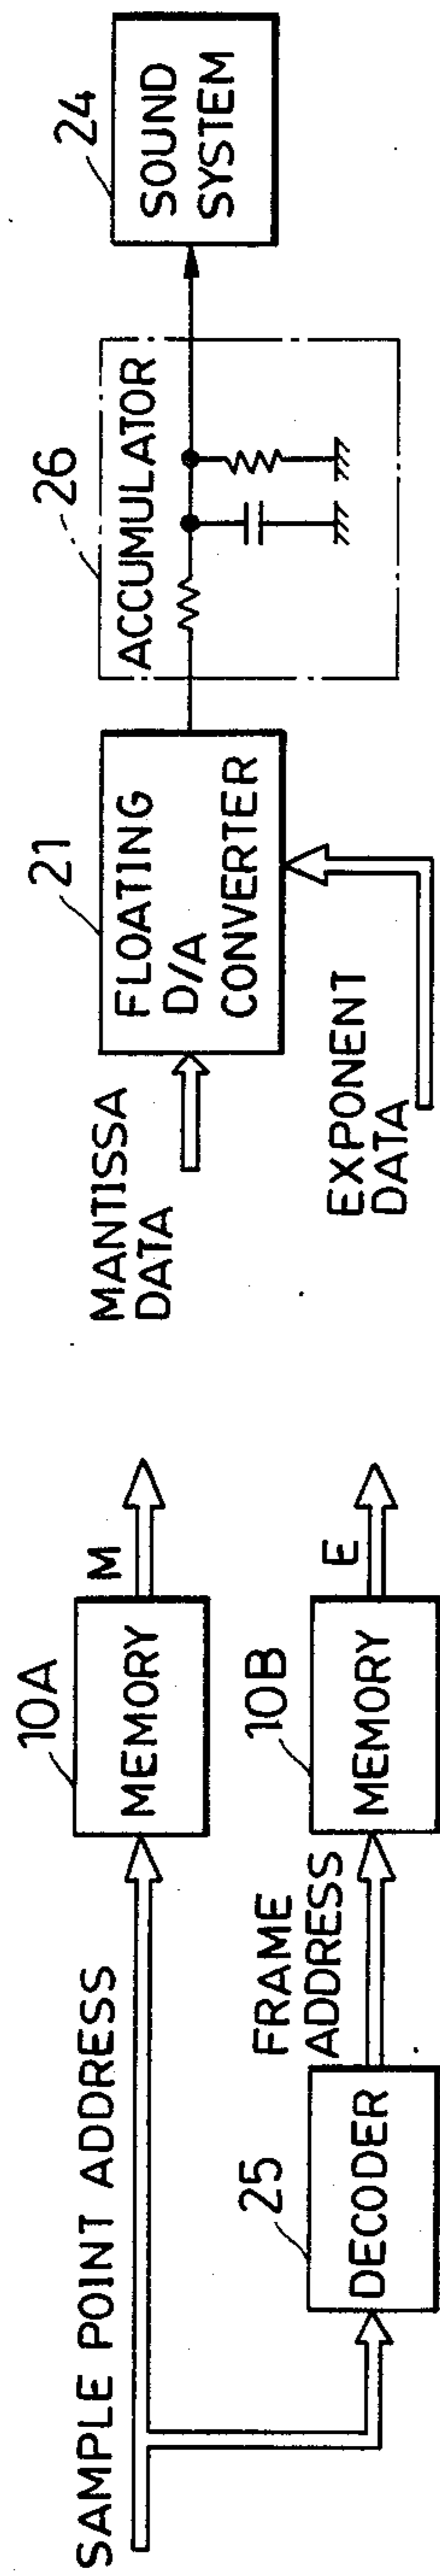 SAMPLE POINT ADDRESS
10A
MEMORY
M
25
DECODER
FRAME
ADDRESS
10B
MEMORY
E
MANTISSA
DATA
21
FLOATING
D/A
CONVERTER
EXPONENT
DATA
26
ACCUMULATOR
24
SOUND
SYSTEM